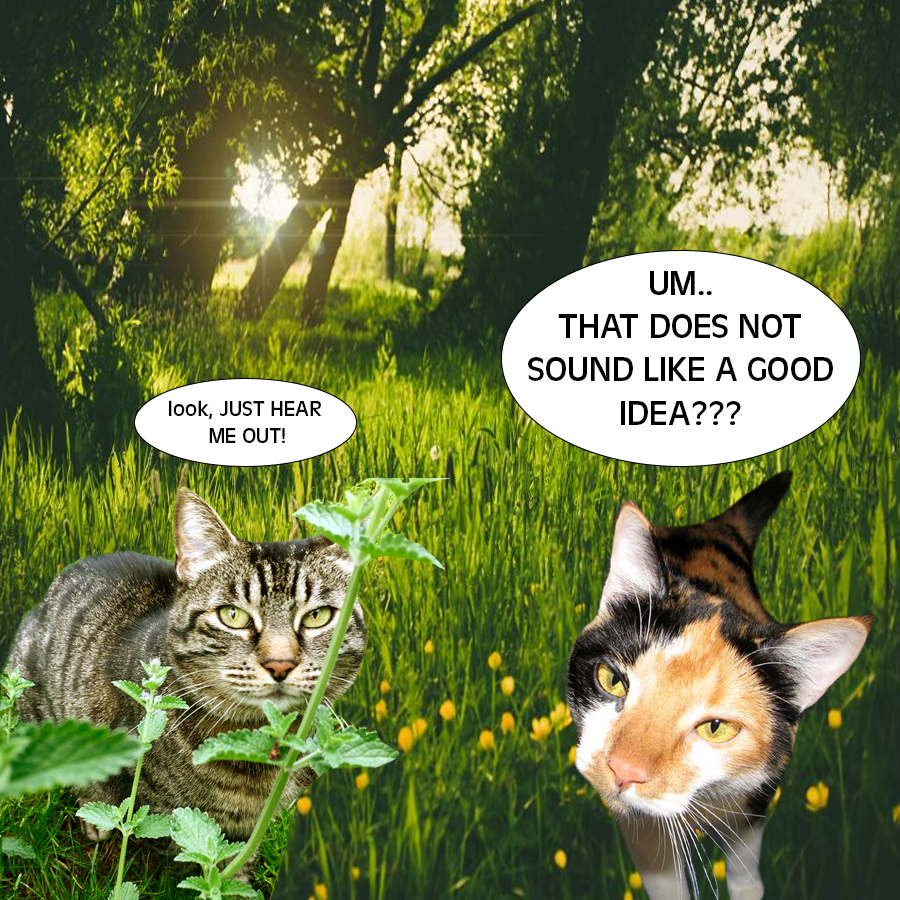 look, JUST HEAR
ME OUT!
UM..
THAT DOES NOT
SOUND LIKE A GOOD
IDEA???